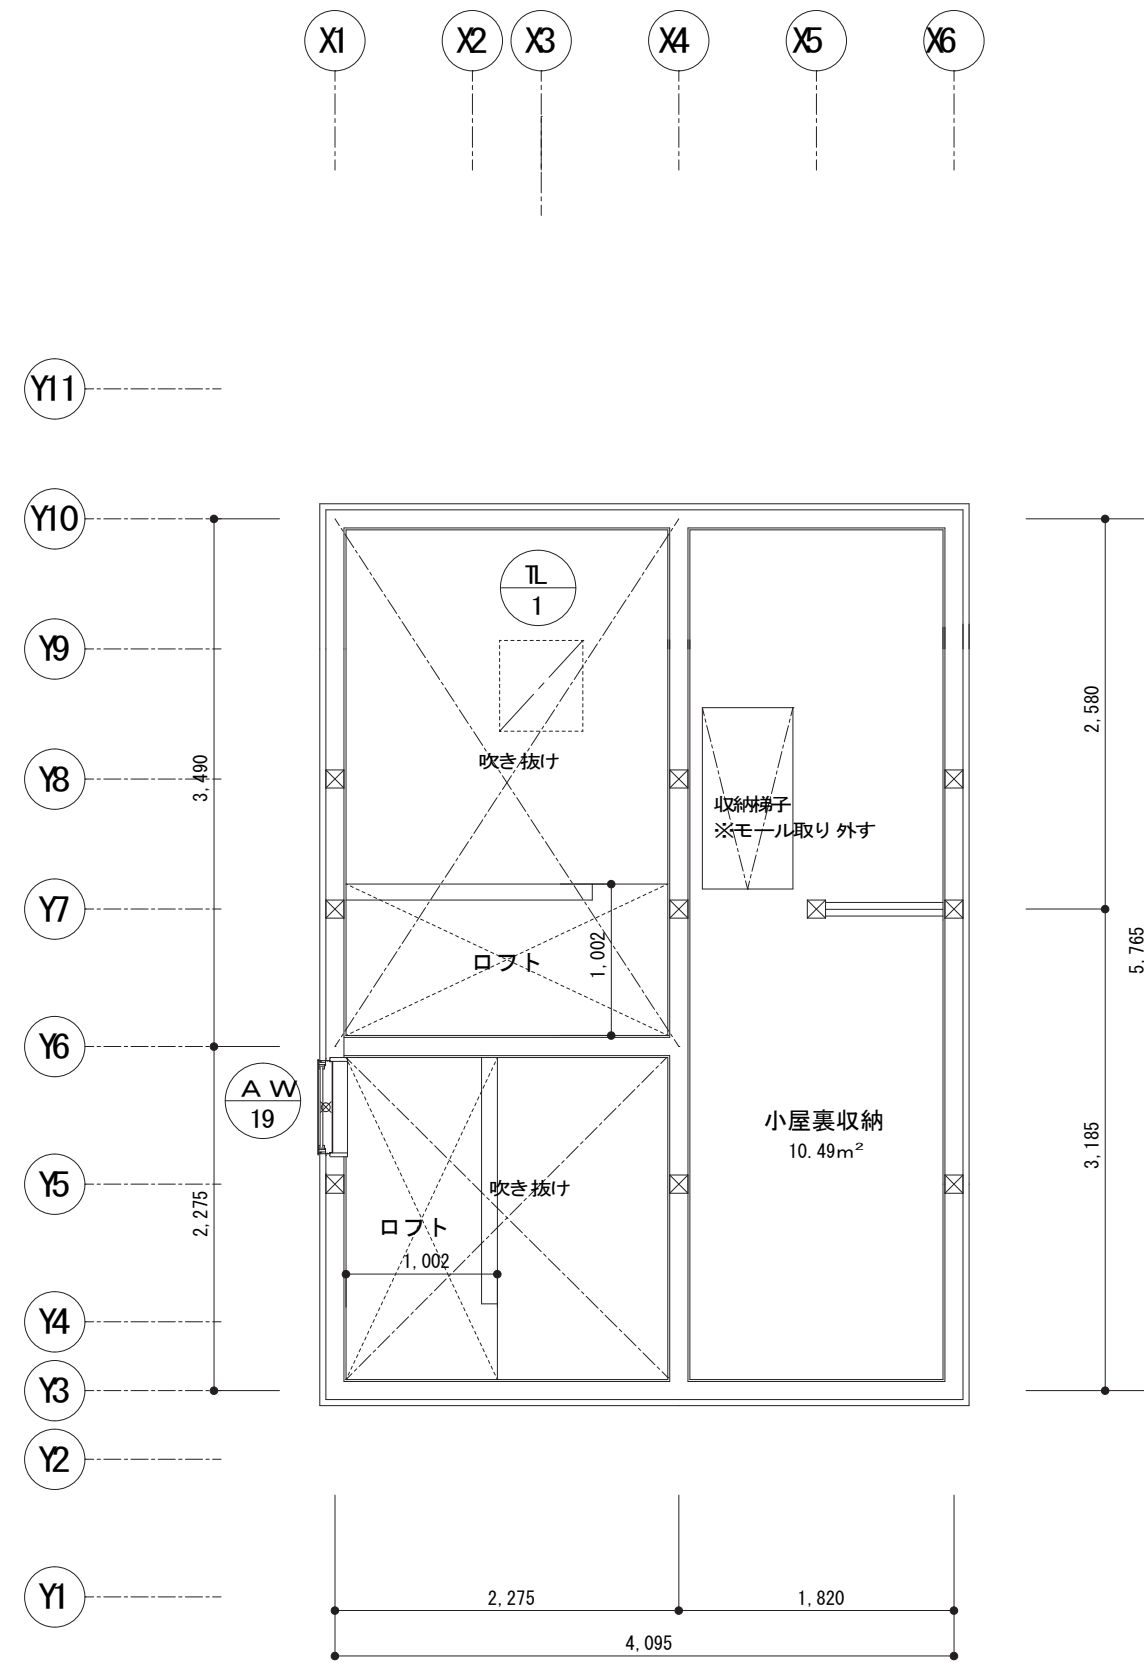 X1 X2 X3 X4 X5 X6
Y11
Y10
TL
1
Y9
2,580
吹き抜け
Y8
3,490
収納梯子
※モール取り外す
Y7
5,765
ロフト
1,002
Y6
AW
19
小屋裏収納
10.49m²
3,185
Y5
吹き抜け
2,275
ロフト
1,002
Y4
Y3
Y2
Y1
2,275
1,820
4,095